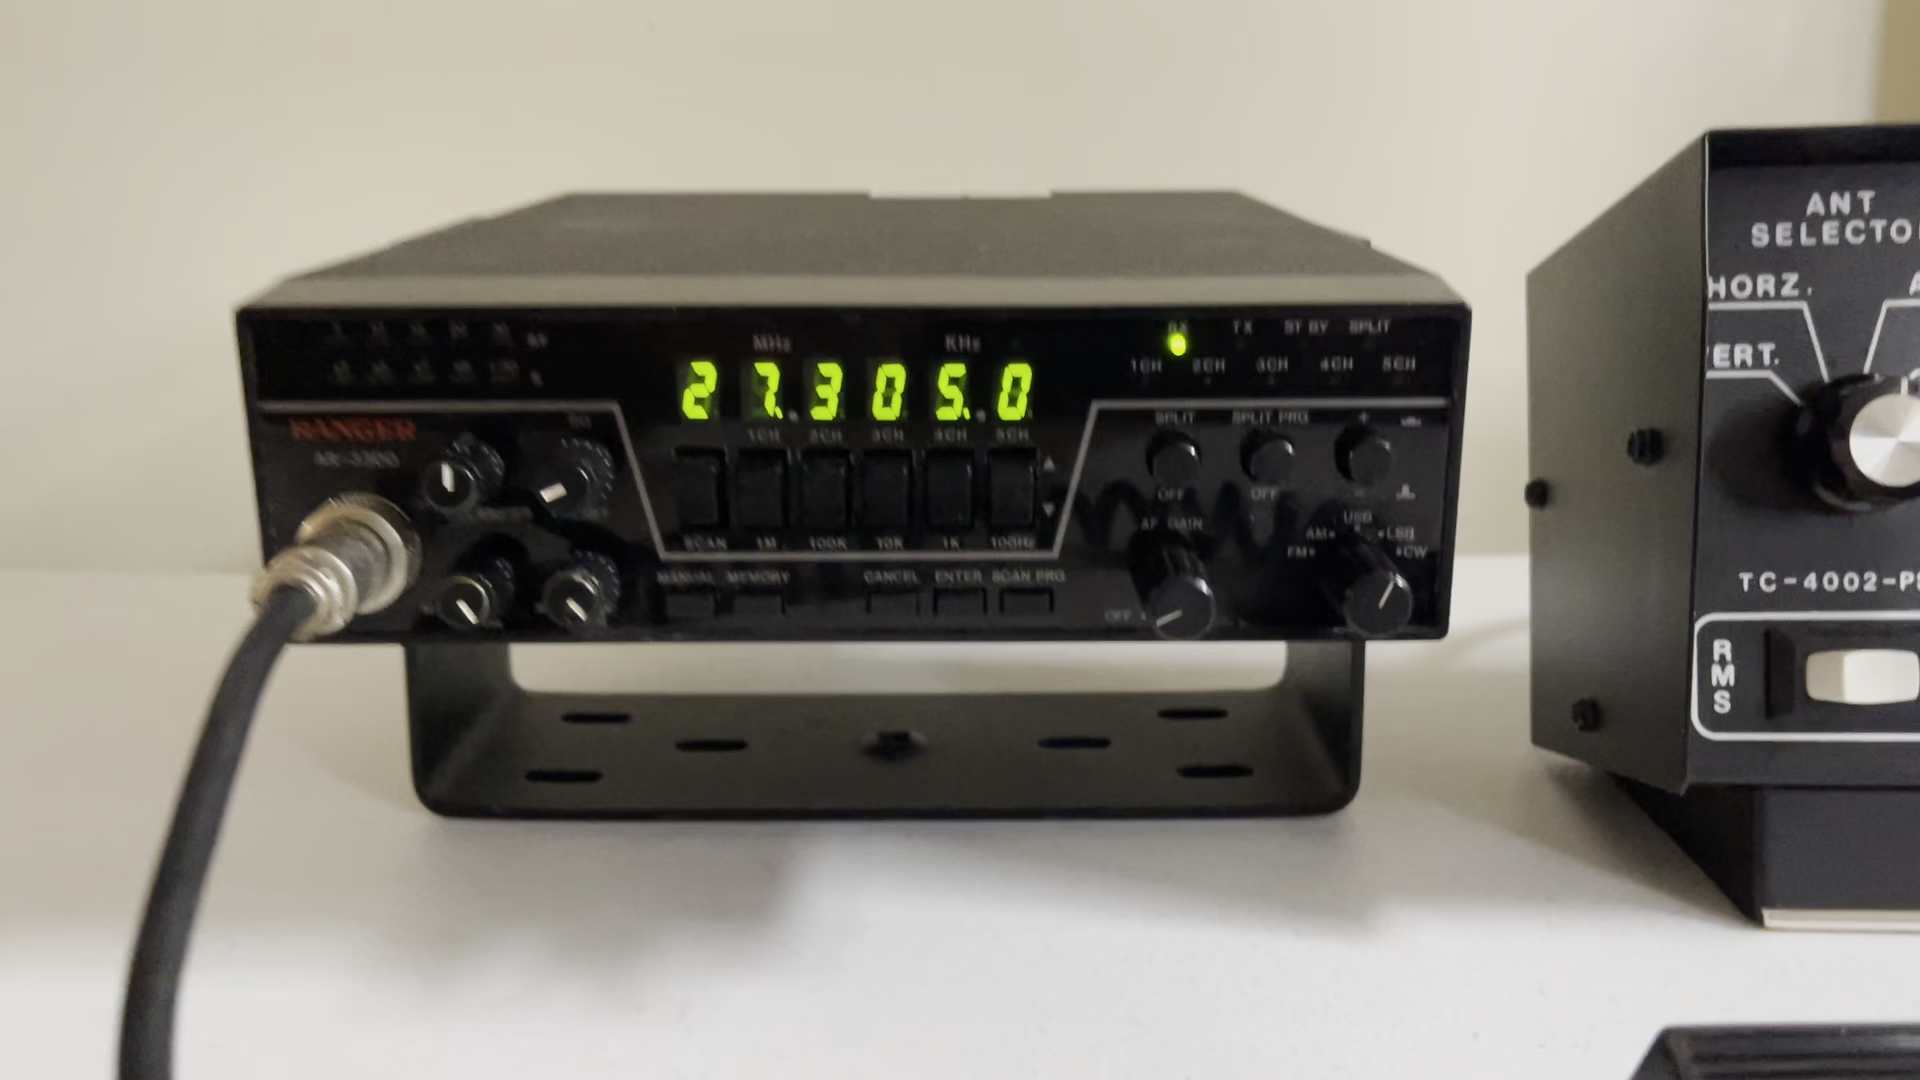 RX TX ST BY SPLIT
MHz KHz
1CH 2CH 3CH 4CH 5CH
27.305.0
1CH 2CH 3CH 4CH 5CH
RANGER
AR-3300
SPLIT SPLIT PRG +
OFF OFF -
AF GAIN
OFF
USB
AM LSB
FM CW
SCAN 1M 100K 10K 1K 100Hz
MANUAL MEMORY CANCEL ENTER SCAN PRG
ANT
SELECTO
HORZ.
ERT.
TC-4002-P
RMS